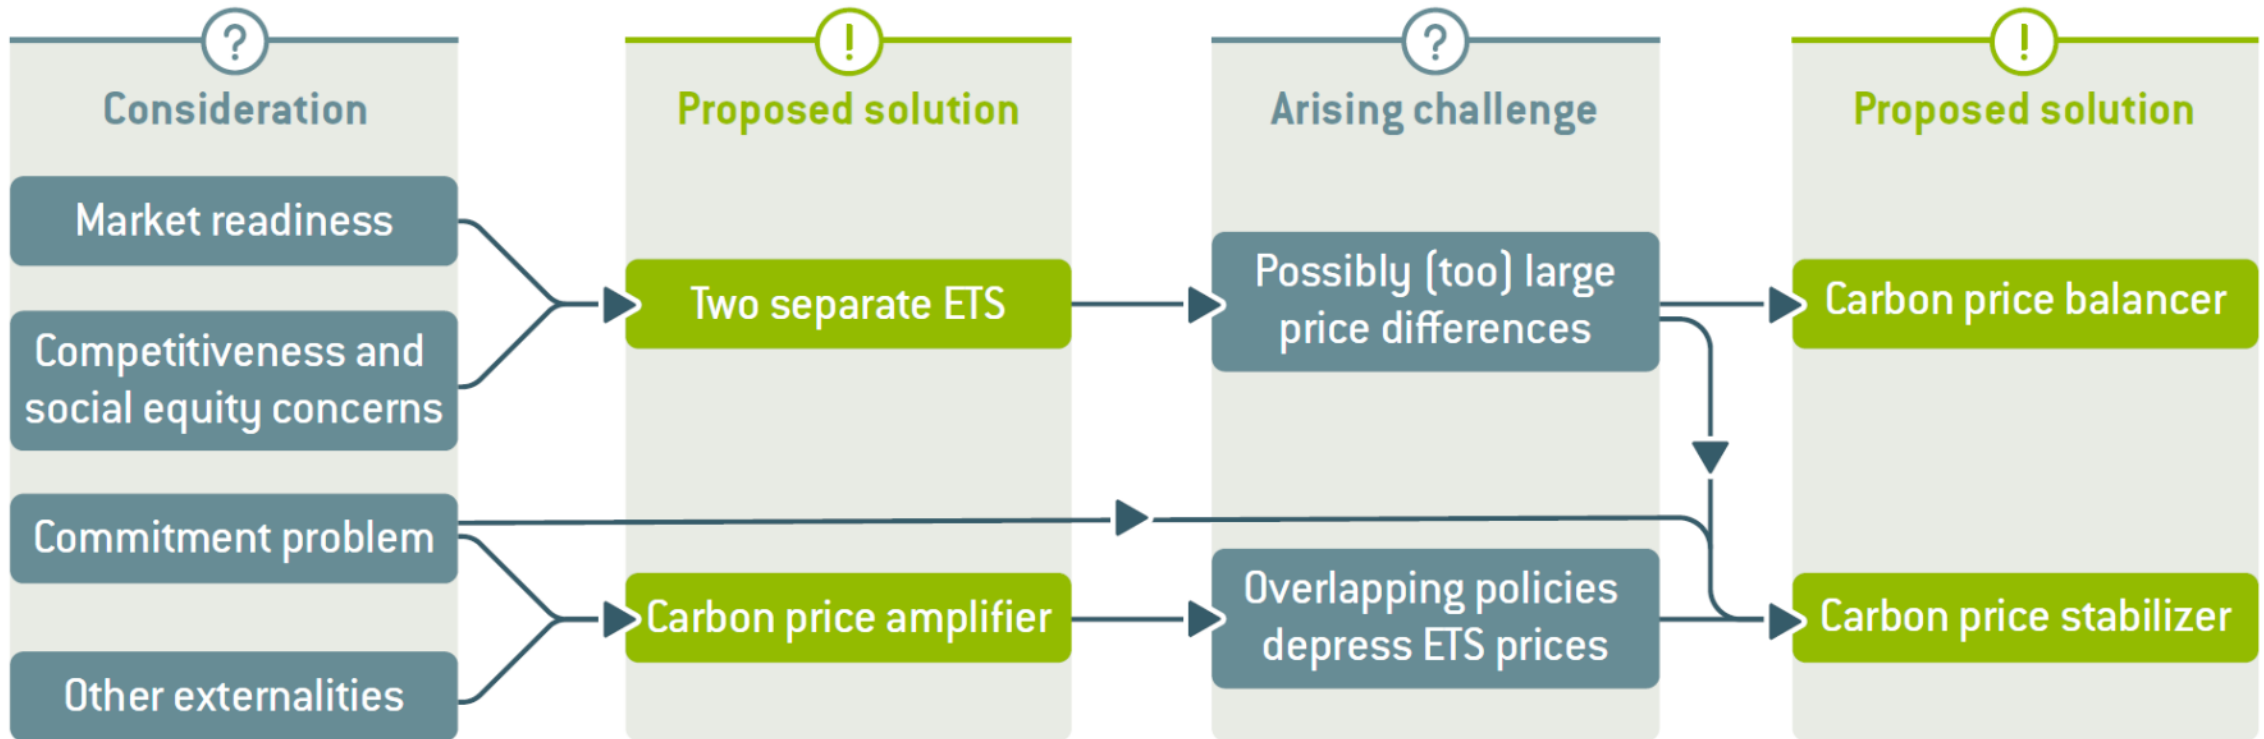 ?
Consideration
Market readiness
Competitiveness and
social equity concerns
Commitment problem
Other externalities
!
Proposed solution
Two separate ETS
Carbon price amplifier
?
Arising challenge
Possibly (too) large
price differences
Overlapping policies
depress ETS prices
!
Proposed solution
Carbon price balancer
Carbon price stabilizer